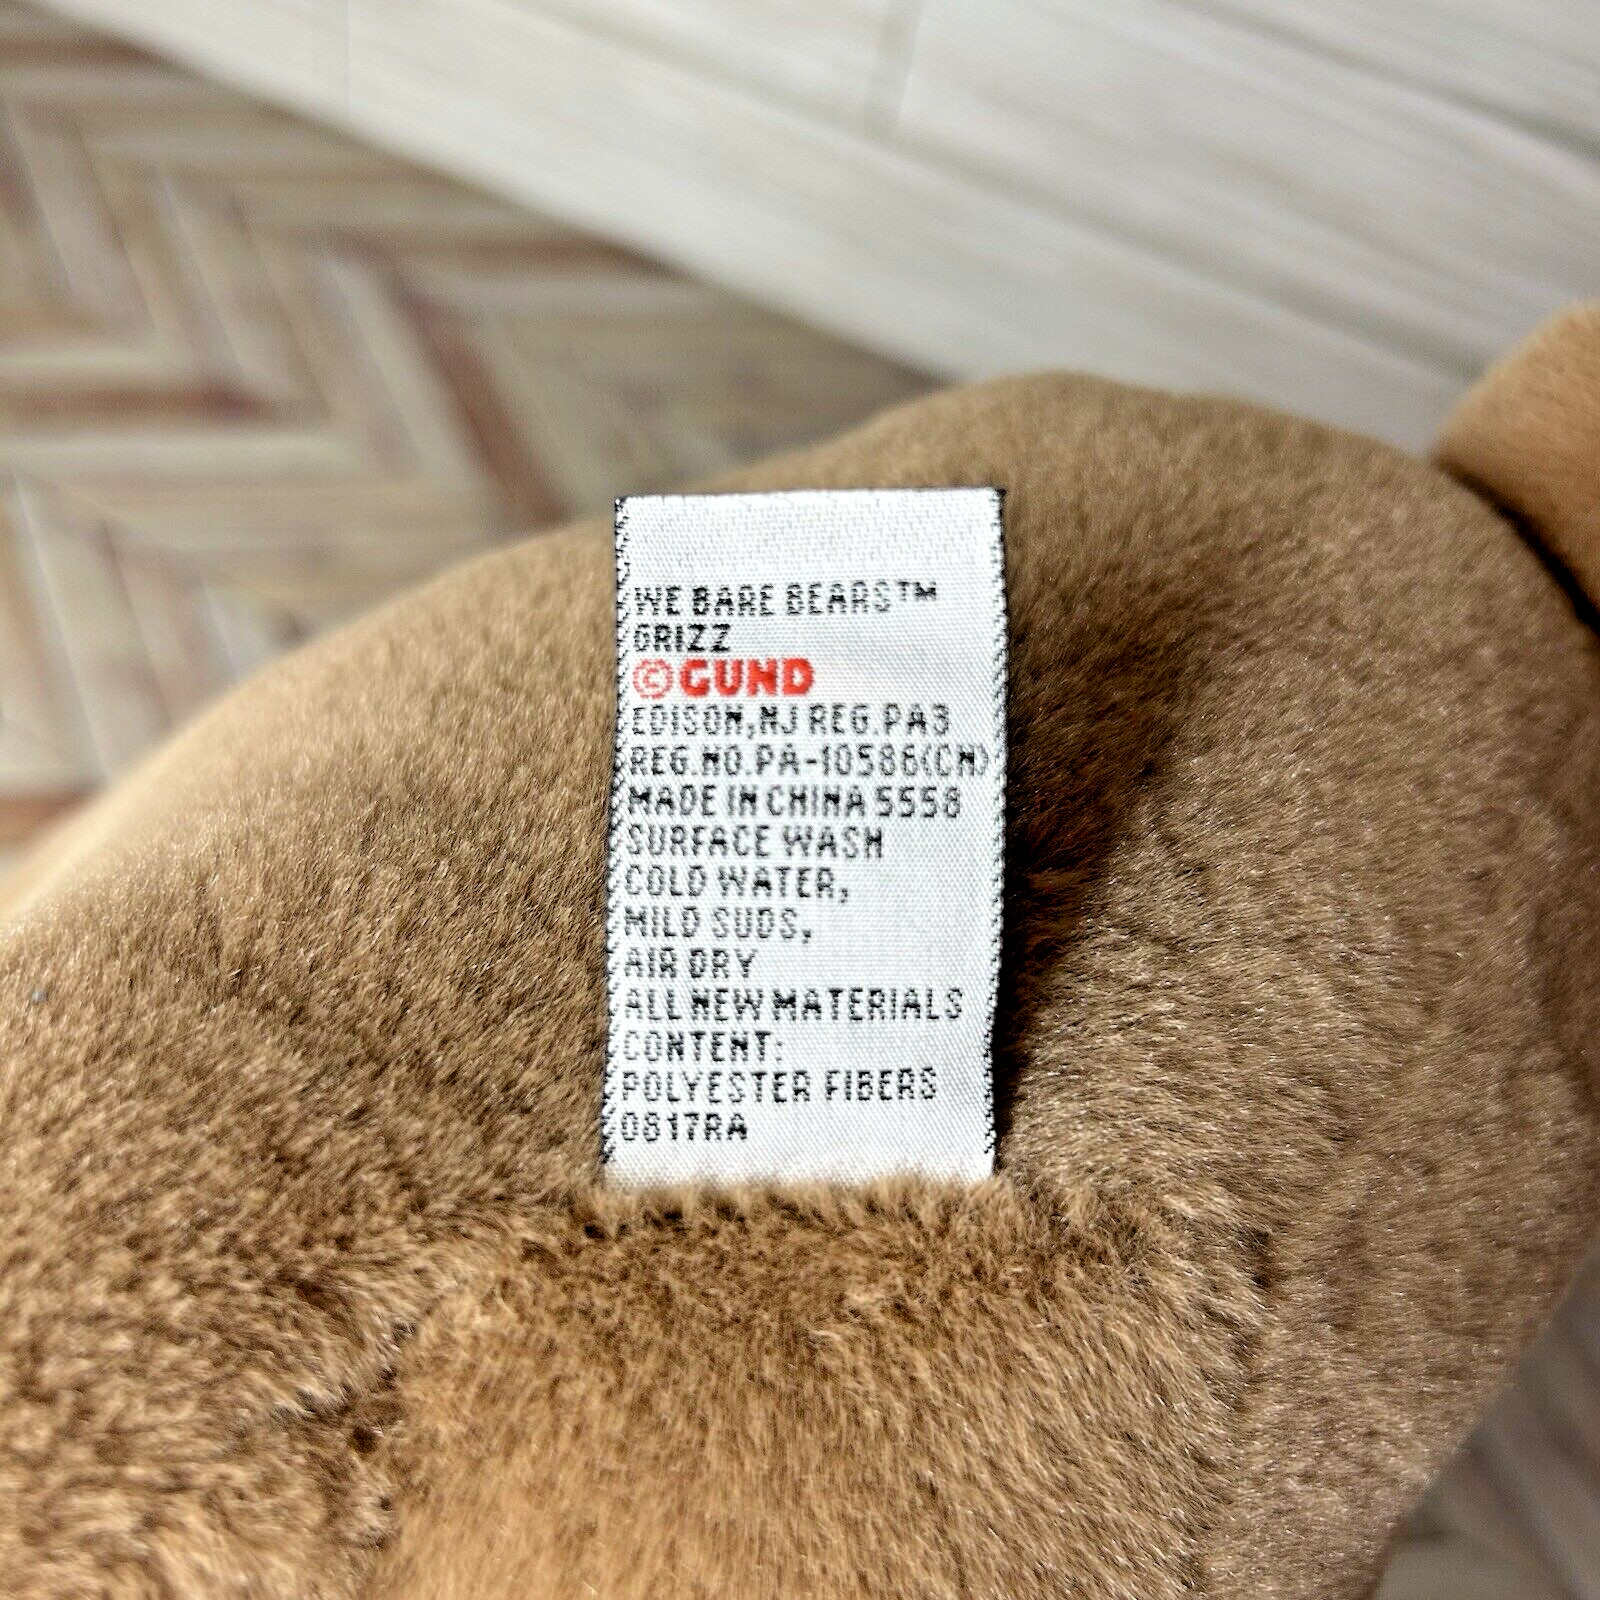 WE BARE BEARS™
GRIZZ
©GUND
EDISON,NJ REG.PA3
REG.NO.PA-10586(CN)
MADE IN CHINA 5558
SURFACE WASH
COLD WATER,
MILD SUDS,
AIR DRY
ALL NEW MATERIALS
CONTENT:
POLYESTER FIBERS
0817RA